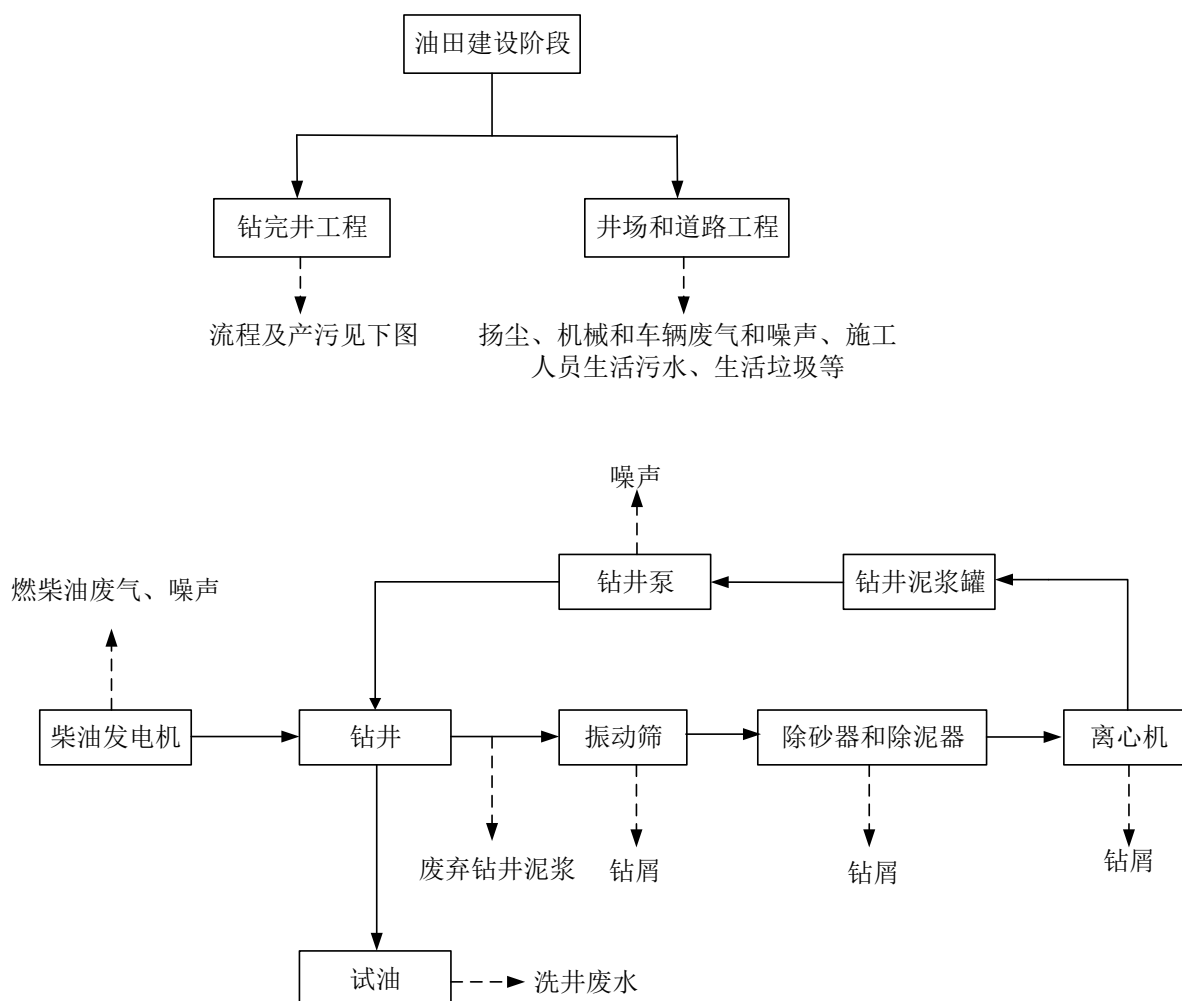 油田建设阶段
钻完井工程
井场和道路工程
流程及产污见下图
扬尘、机械和车辆废气和噪声、施工
人员生活污水、生活垃圾等
噪声
燃柴油废气、噪声
钻井泵
钻井泥浆罐
柴油发电机
钻井
振动筛
除砂器和除泥器
离心机
废弃钻井泥浆
钻屑
钻屑
钻屑
试油
洗井废水